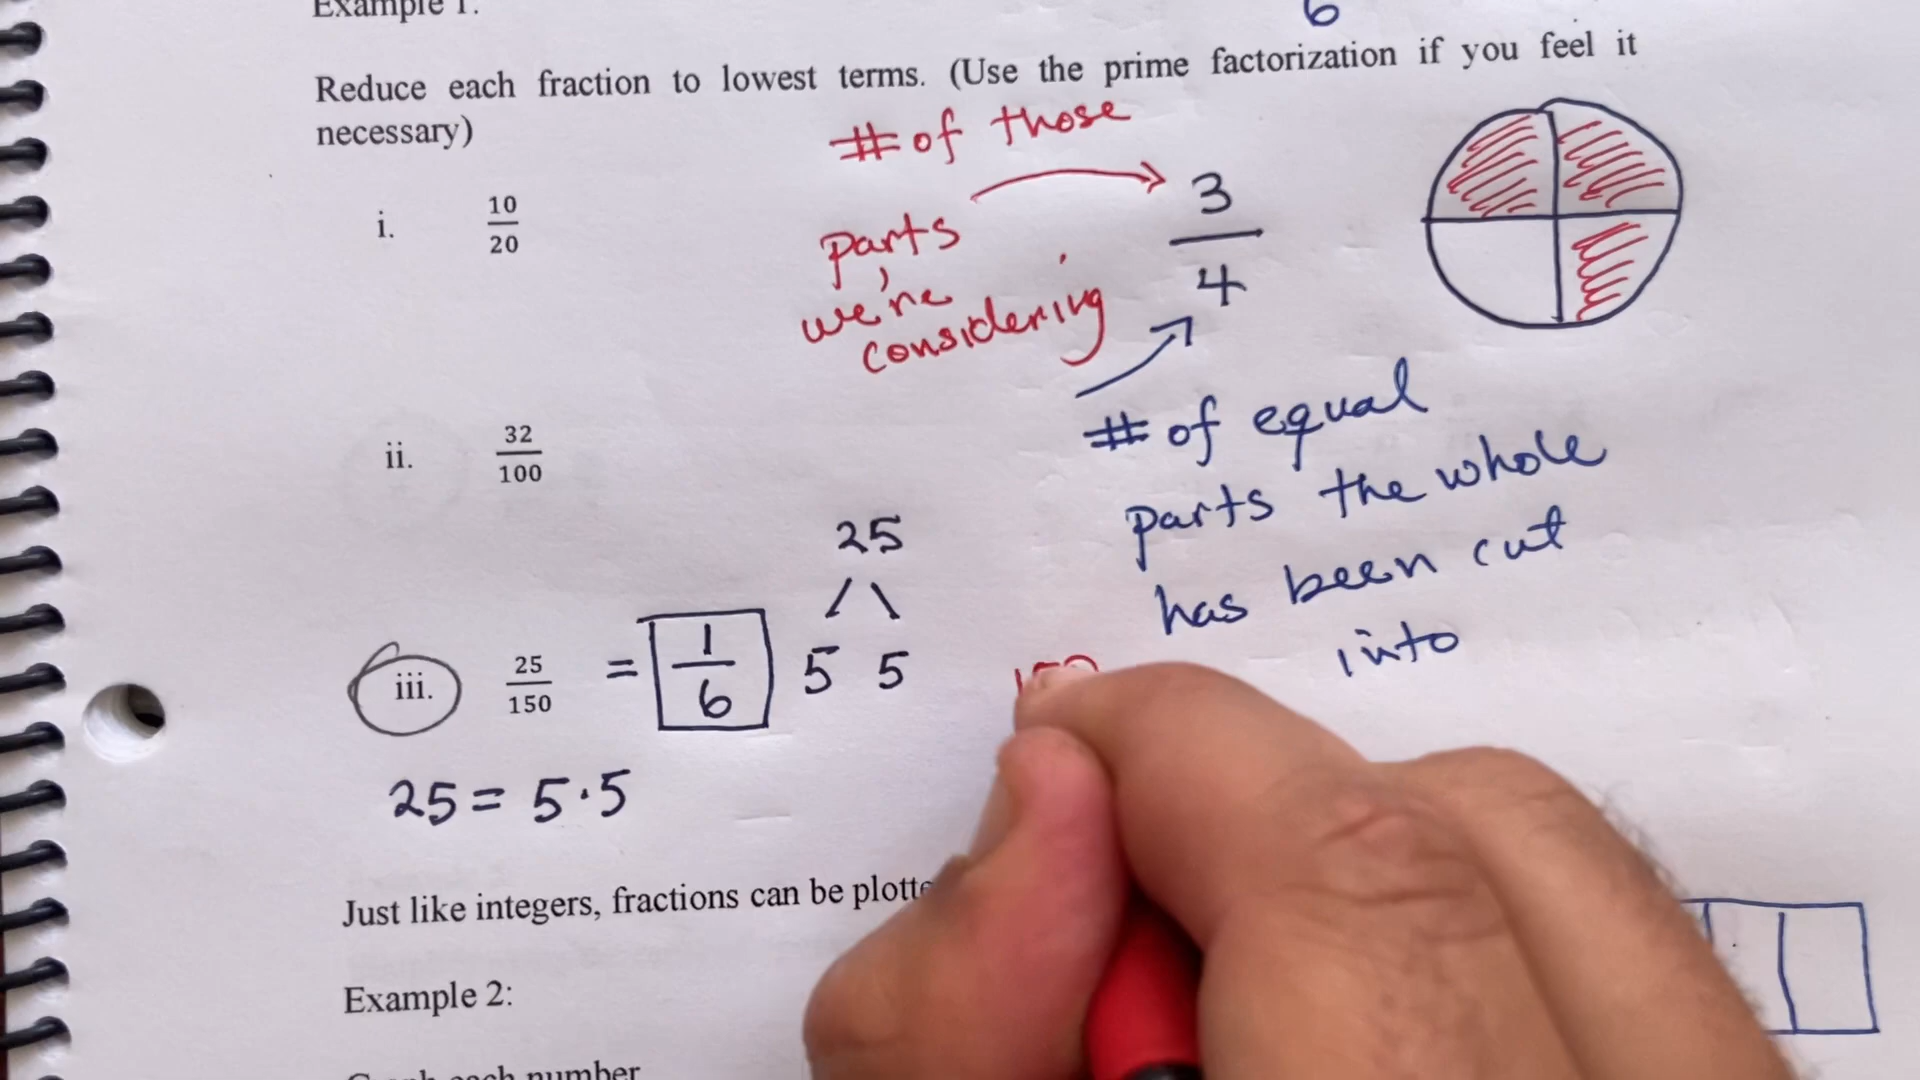 Example 1:
6
Reduce each fraction to lowest terms. (Use the prime factorization if you feel it
necessary)
# of those
parts
we're
considering
3
4
# of equal
parts the whole
has been cut
into
i. 10/20
ii. 32/100
25
5 5
iii. 25/150 = 1/6
150
25 = 5·5
Just like integers, fractions can be
Example 2:
each number